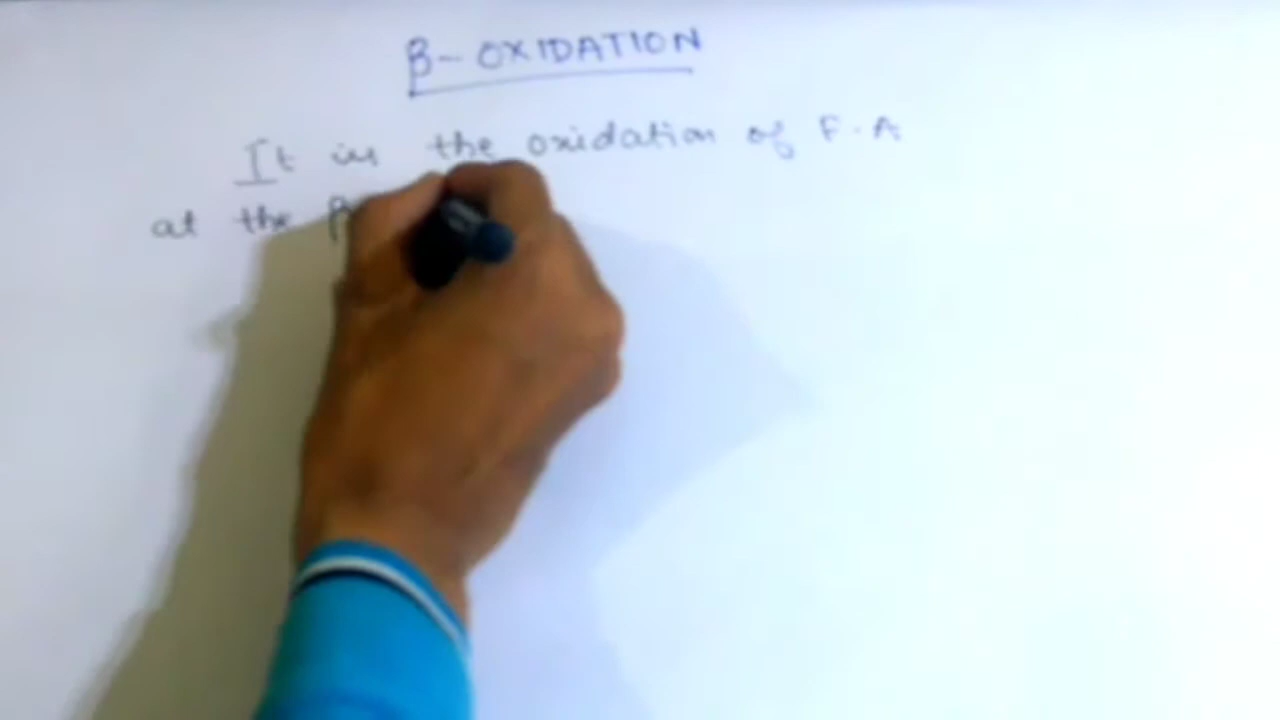 β- OXIDATION
It is the oxidation of F.A
at the β